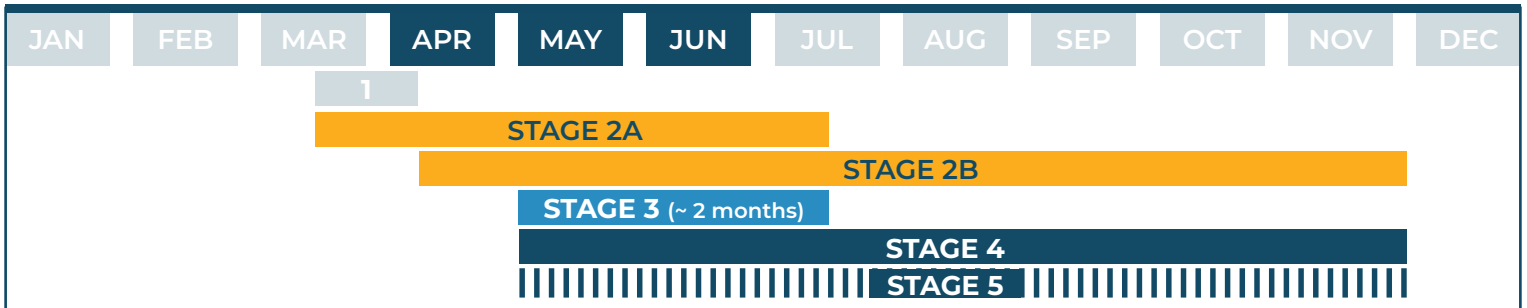 JAN FEB MAR APR MAY JUN JUL AUG SEP OCT NOV DEC
1
STAGE 2A
STAGE 2B
STAGE 3 (~ 2 months)
STAGE 4
STAGE 5